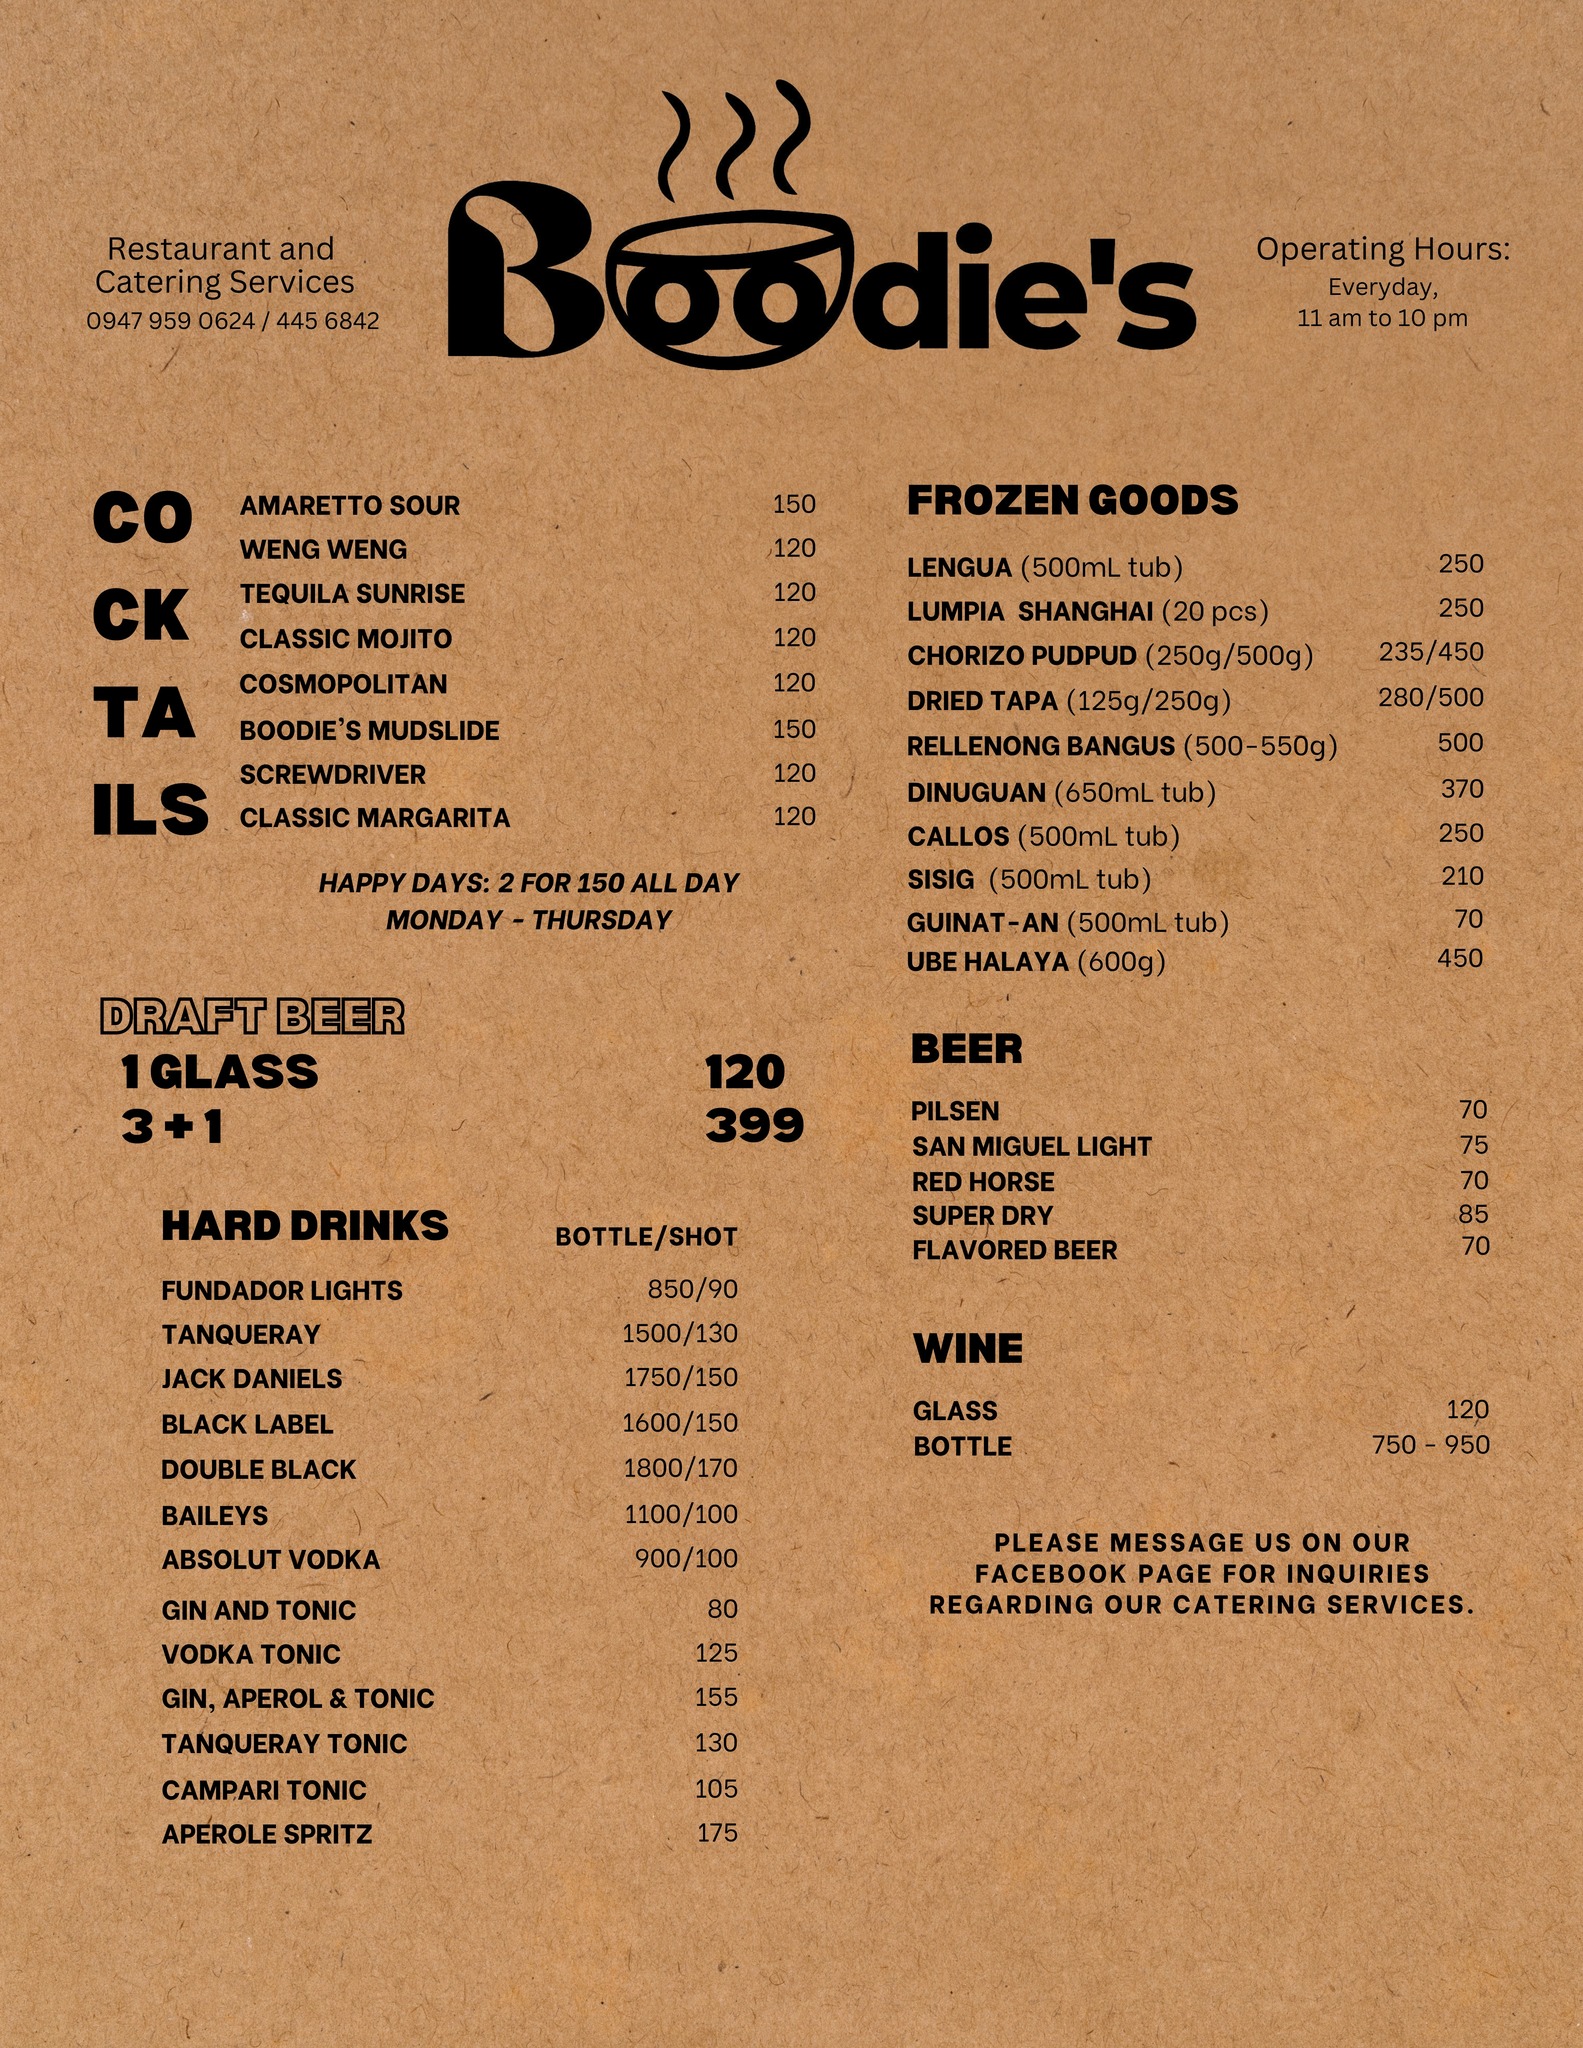 Restaurant and
Catering Services
0947 959 0624 / 445 6842
Boodie's
Operating Hours:
Everyday,
11 am to 10 pm
COCKTAILS
AMARETTO SOUR 150
WENG WENG 120
TEQUILA SUNRISE 120
CLASSIC MOJITO 120
COSMOPOLITAN 120
BOODIE'S MUDSLIDE 150
SCREWDRIVER 120
CLASSIC MARGARITA 120
HAPPY DAYS: 2 FOR 150 ALL DAY
MONDAY - THURSDAY
DRAFT BEER
1 GLASS 120
3 + 1 399
HARD DRINKS BOTTLE/SHOT
FUNDADOR LIGHTS 850/90
TANQUERAY 1500/130
JACK DANIELS 1750/150
BLACK LABEL 1600/150
DOUBLE BLACK 1800/170
BAILEYS 1100/100
ABSOLUT VODKA 900/100
GIN AND TONIC 80
VODKA TONIC 125
GIN, APEROL & TONIC 155
TANQUERAY TONIC 130
CAMPARI TONIC 105
APEROLE SPRITZ 175
FROZEN GOODS
LENGUA (500mL tub) 250
LUMPIA SHANGHAI (20 pcs) 250
CHORIZO PUDPUD (250g/500g) 235/450
DRIED TAPA (125g/250g) 280/500
RELLENONG BANGUS (500-550g) 500
DINUGUAN (650mL tub) 370
CALLOS (500mL tub) 250
SISIG (500mL tub) 210
GUINAT-AN (500mL tub) 70
UBE HALAYA (600g) 450
BEER
PILSEN 70
SAN MIGUEL LIGHT 75
RED HORSE 70
SUPER DRY 85
FLAVORED BEER 70
WINE
GLASS 120
BOTTLE 750 - 950
PLEASE MESSAGE US ON OUR
FACEBOOK PAGE FOR INQUIRIES
REGARDING OUR CATERING SERVICES.